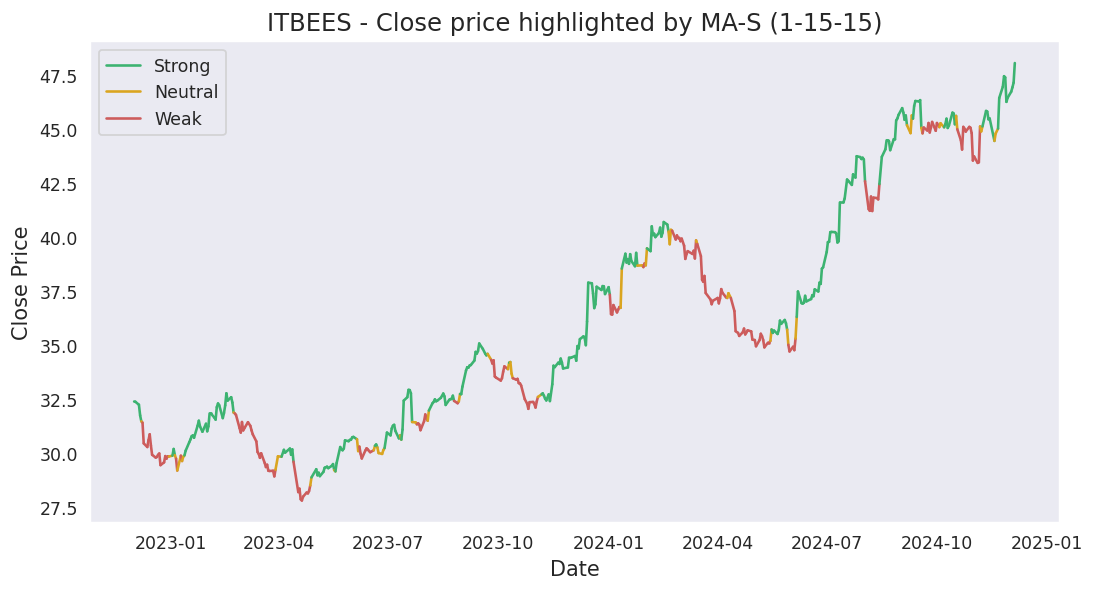 ITBEES - Close price highlighted by MA-S (1-15-15)
Strong
Neutral
Weak
Close Price
47.5
45.0
42.5
40.0
37.5
35.0
32.5
30.0
27.5
2023-01 2023-04 2023-07 2023-10 2024-01 2024-04 2024-07 2024-10 2025-01
Date